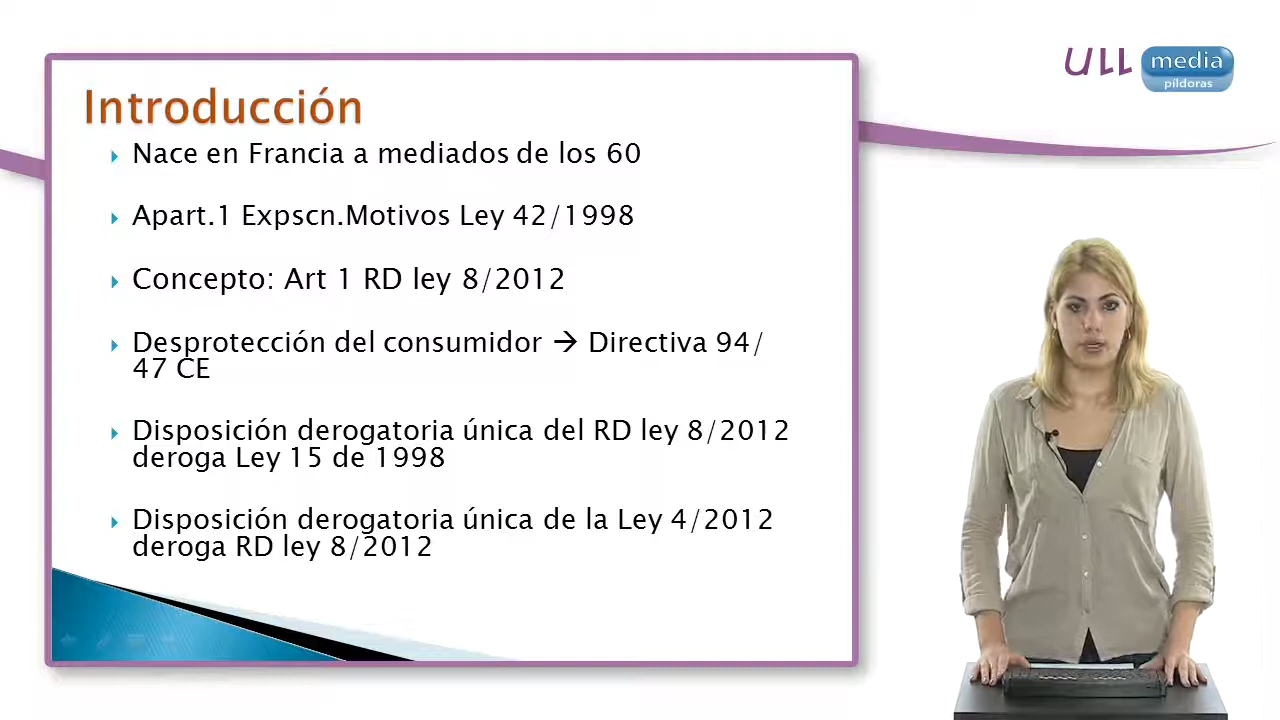 ULL media
píldoras
Introducción
Nace en Francia a mediados de los 60
Apart.1 Expscn.Motivos Ley 42/1998
Concepto: Art 1 RD ley 8/2012
Desprotección del consumidor → Directiva 94/
47 CE
Disposición derogatoria única del RD ley 8/2012
deroga Ley 15 de 1998
Disposición derogatoria única de la Ley 4/2012
deroga RD ley 8/2012